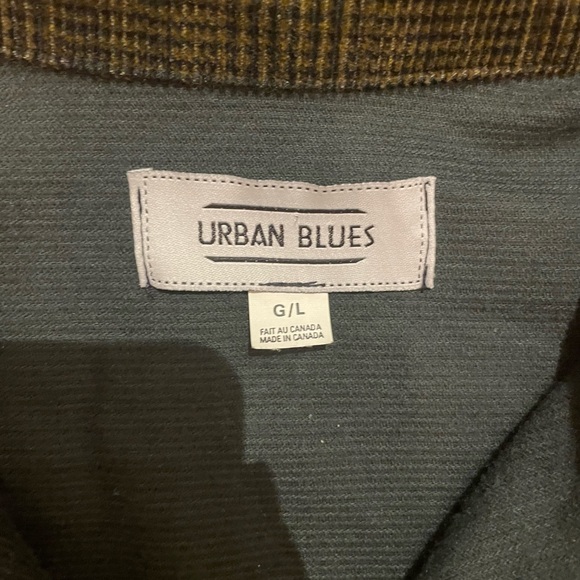 URBAN BLUES
G/L
FAIT AU CANADA
MADE IN CANADA